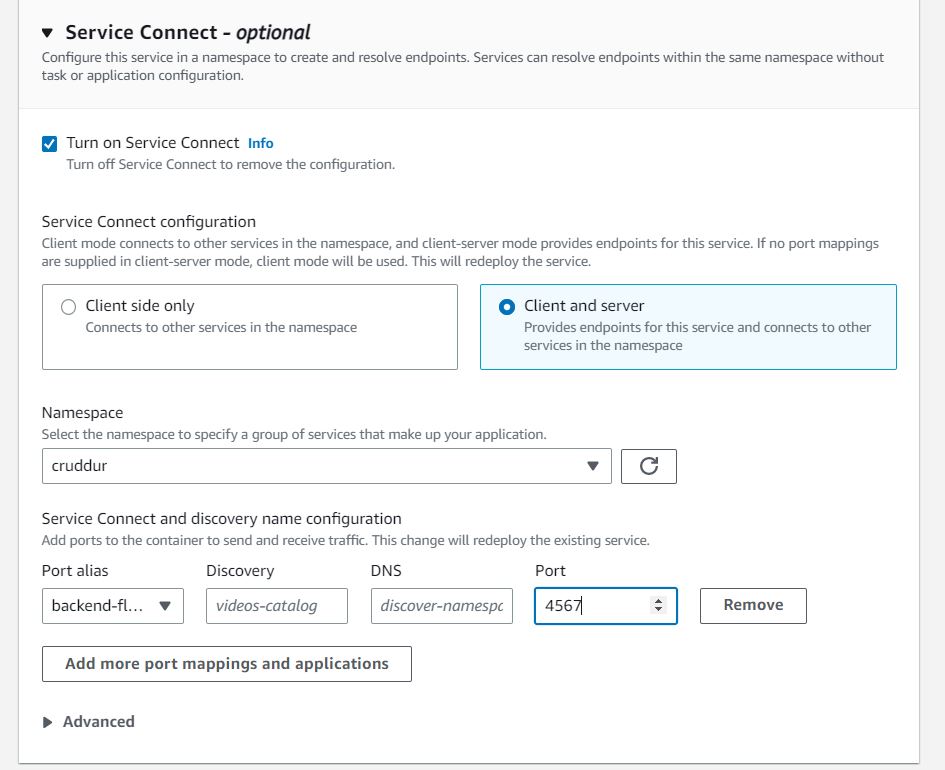 Service Connect - optional
Configure this service in a namespace to create and resolve endpoints. Services can resolve endpoints within the same namespace without
task or application configuration.
Turn on Service Connect Info
Turn off Service Connect to remove the configuration.
Service Connect configuration
Client mode connects to other services in the namespace, and client-server mode provides endpoints for this service. If no port mappings
are supplied in client-server mode, client mode will be used. This will redeploy the service.
Client side only
Connects to other services in the namespace
Client and server
Provides endpoints for this service and connects to other
services in the namespace
Namespace
Select the namespace to specify a group of services that make up your application.
cruddur
Service Connect and discovery name configuration
Add ports to the container to send and receive traffic. This change will redeploy the existing service.
Port alias Discovery DNS Port
backend-fl... videos-catalog discover-namespc 4567 Remove
Add more port mappings and applications
Advanced